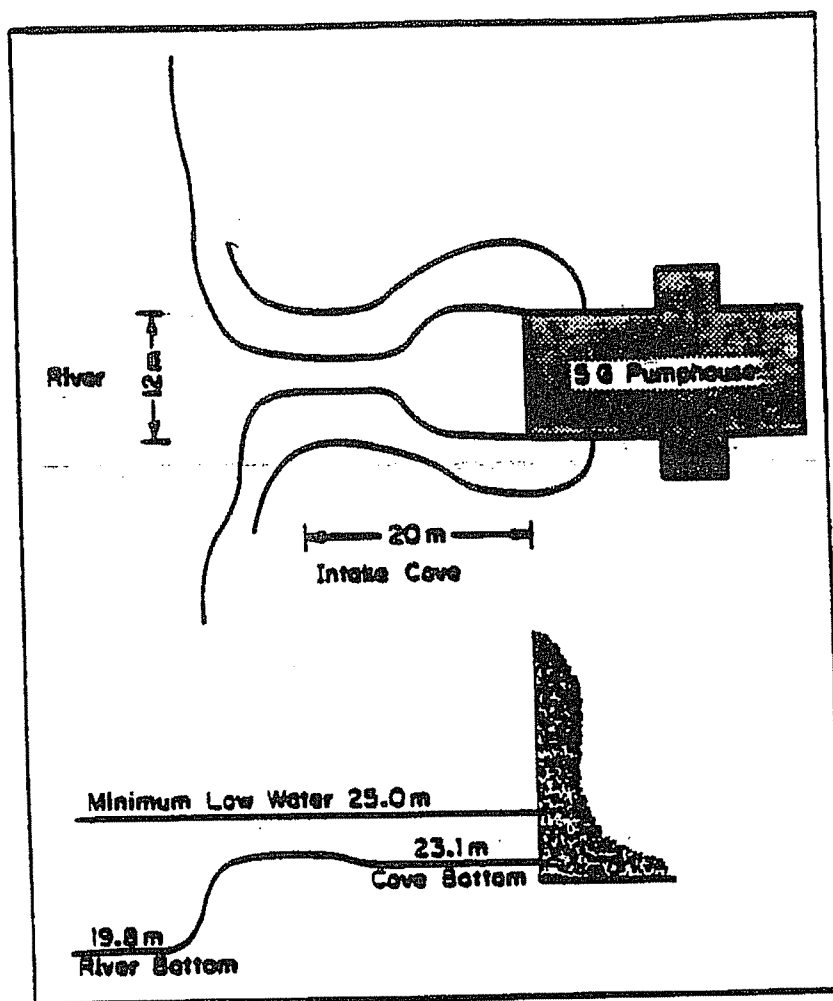 River
12 m
5 G Pumphouse
20 m
Intake Cove
Minimum Low Water 25.0 m
23.1 m
Cove Bottom
19.8 m
River Bottom